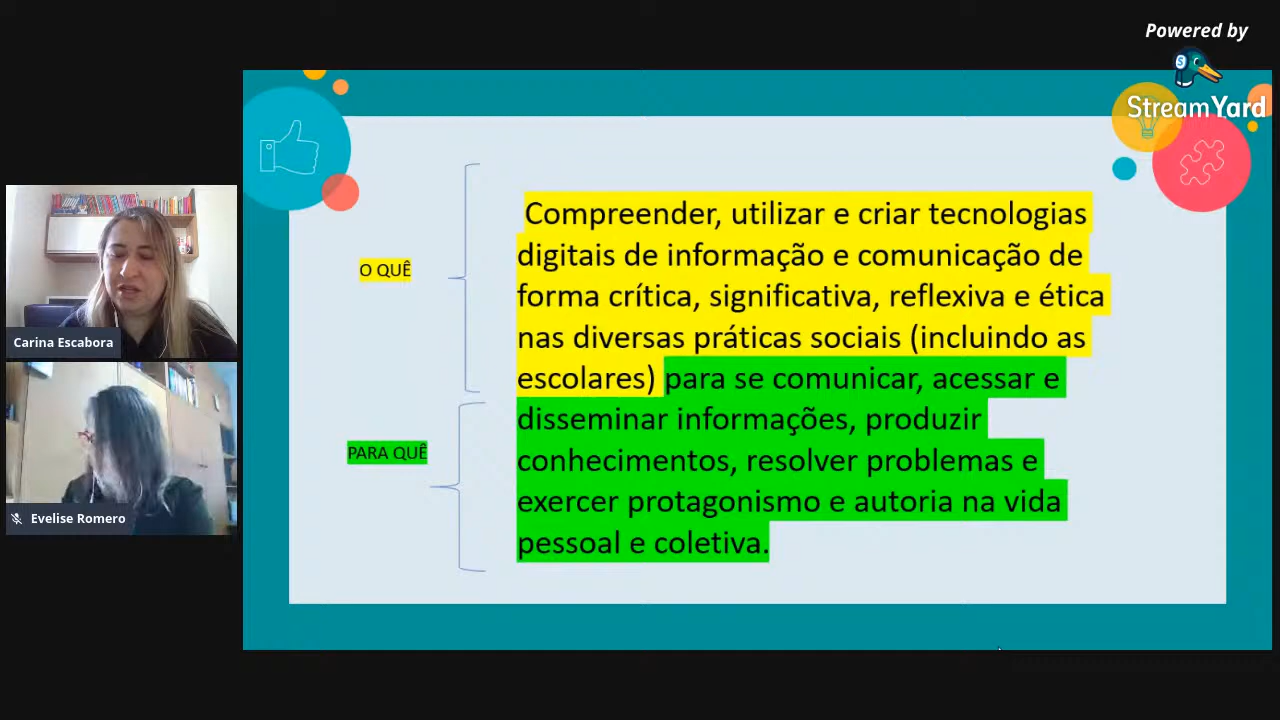 Powered by
StreamYard
Compreender, utilizar e criar tecnologias
digitais de informação e comunicação de
forma crítica, significativa, reflexiva e ética
nas diversas práticas sociais (incluindo as
escolares) para se comunicar, acessar e
disseminar informações, produzir
conhecimentos, resolver problemas e
exercer protagonismo e autoria na vida
pessoal e coletiva.
O QUÊ
PARA QUÊ
Carina Escabora
Evelise Romero